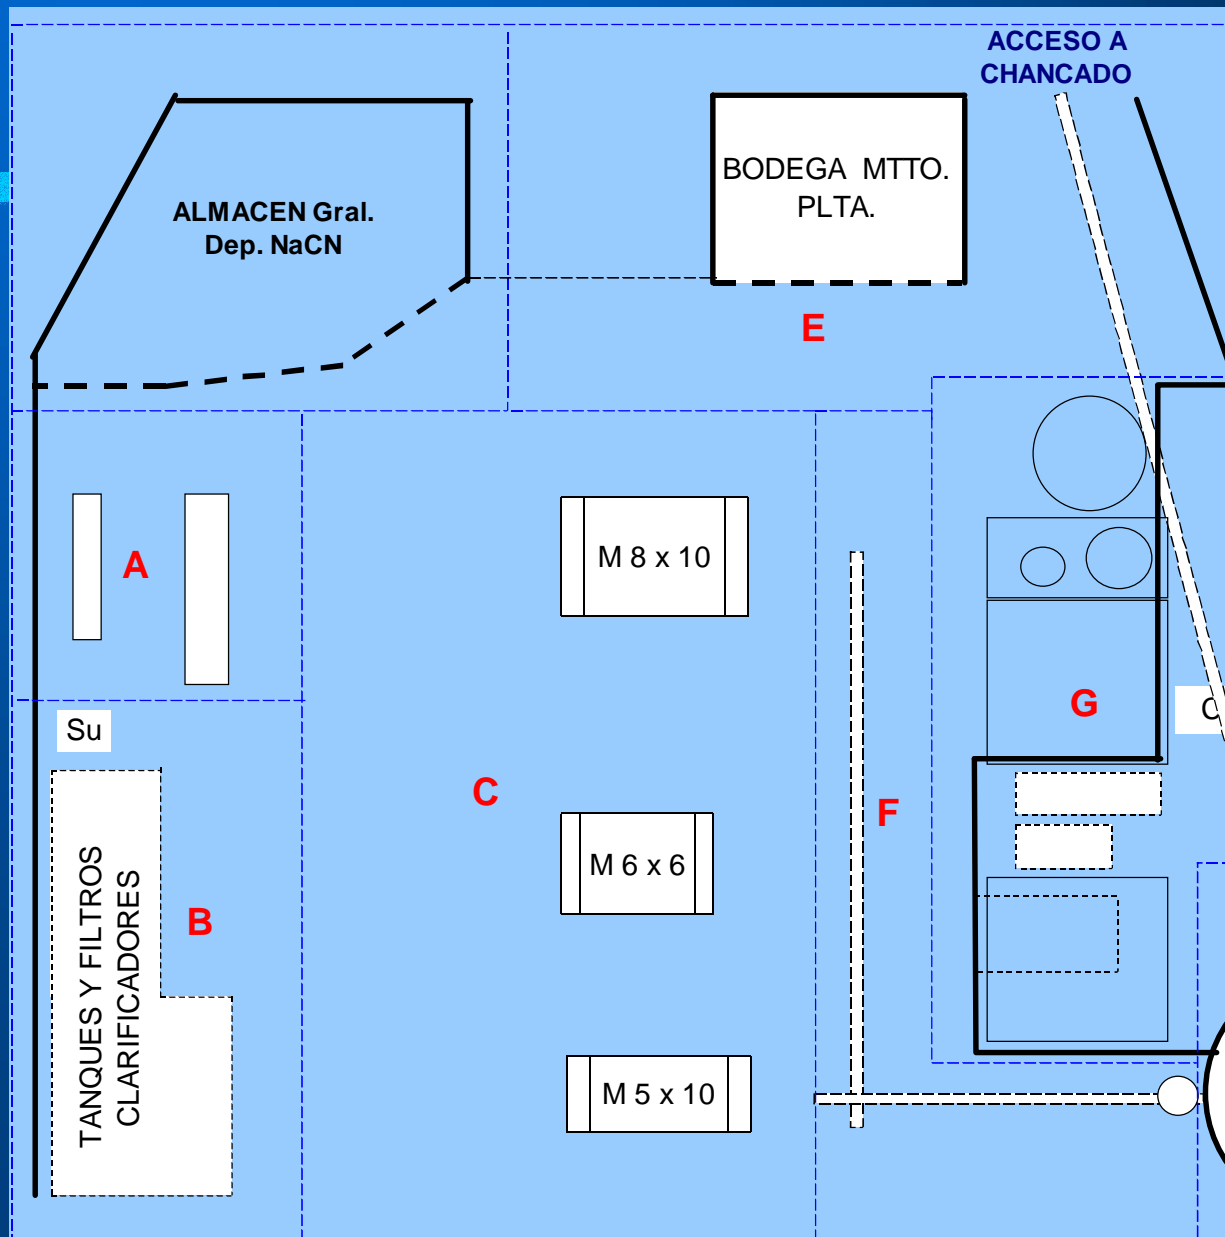 ACCESO A
CHANCADO
BODEGA MTTO.
PLTA.
ALMACEN Gral.
Dep. NaCN
E
M 8 x 10
A
G
Su
C
F
M 6 x 6
B
TANQUES Y FILTROS
CLARIFICADORES
M 5 x 10